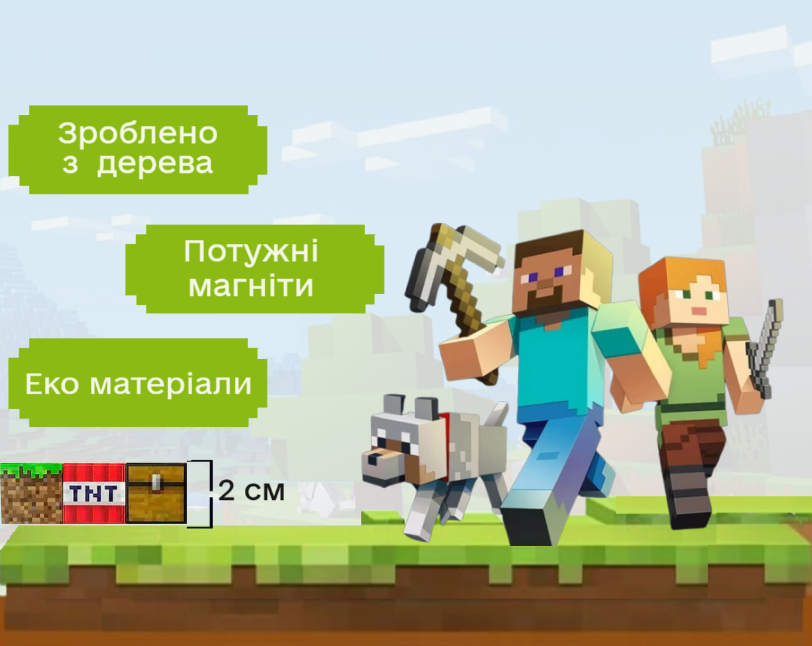 Зроблено
з дерева
Потужні
магніти
Еко матеріали
TNT
2 см